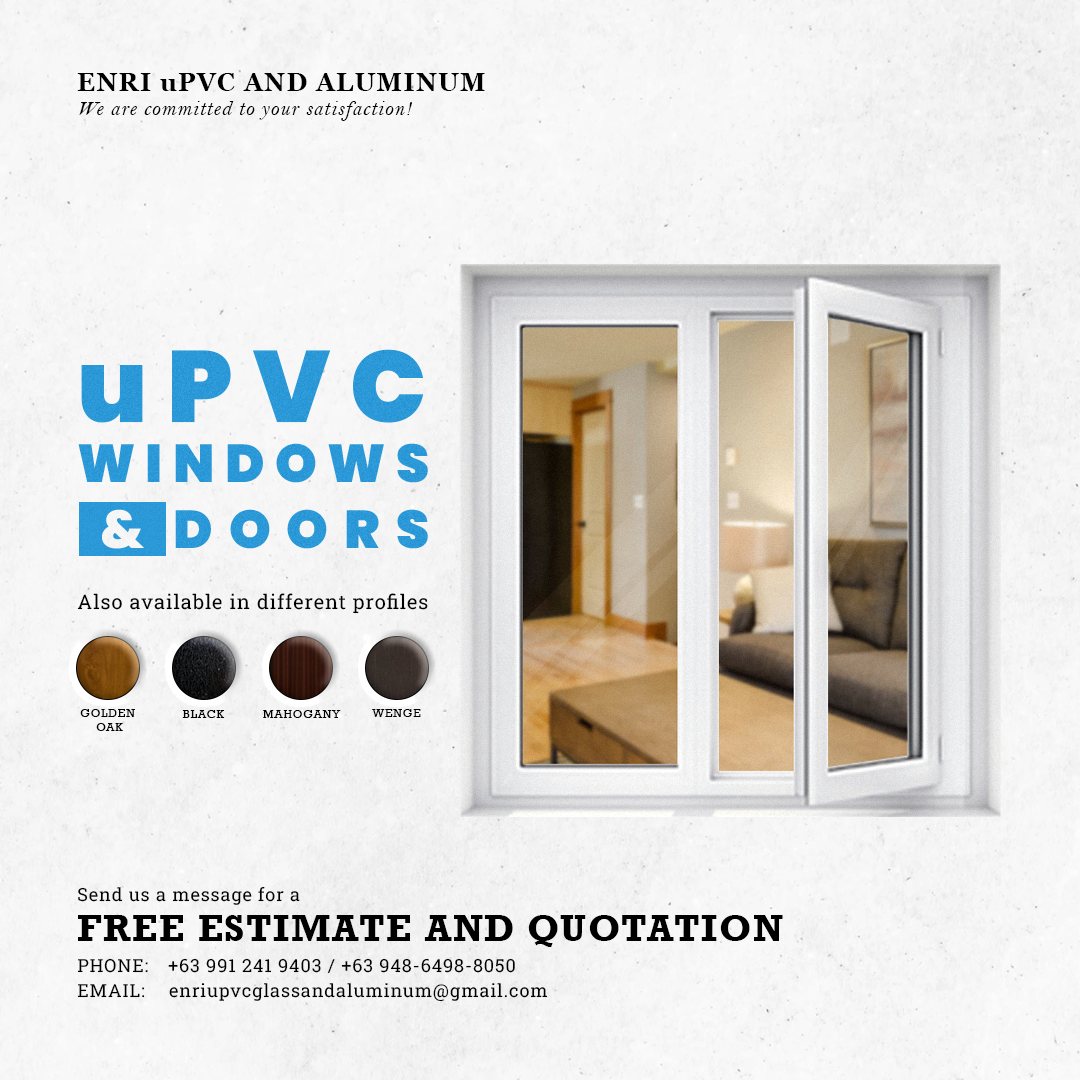 ENRI uPVC AND ALUMINUM
We are committed to your satisfaction!
uPVC
WINDOWS
& DOORS
Also available in different profiles
GOLDEN OAK
BLACK
MAHOGANY
WENGE
Send us a message for a
FREE ESTIMATE AND QUOTATION
PHONE: +63 991 241 9403 / +63 948-6498-8050
EMAIL: enriupvcglassandaluminum@gmail.com